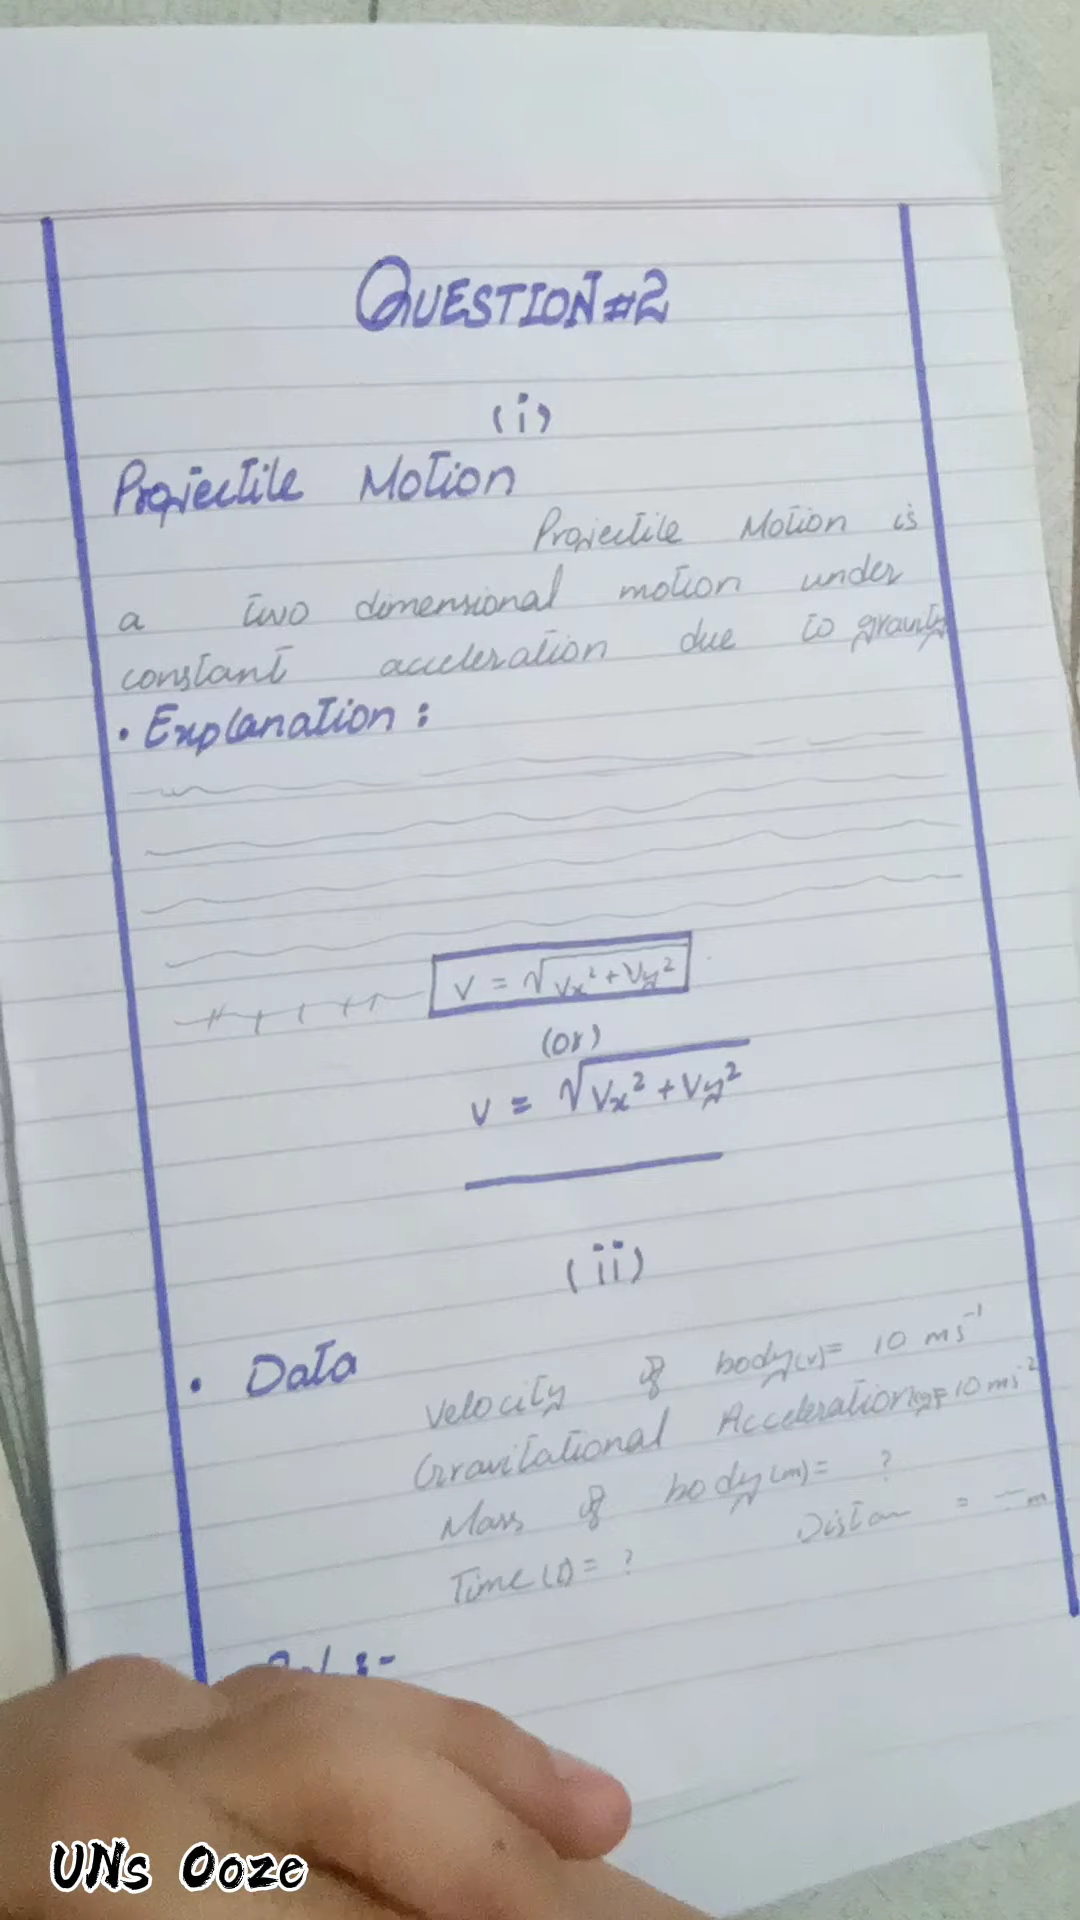 QUESTION#2
(i)
Projectile Motion
Projectile Motion is
a two dimensional motion under
constant acceleration due to gravity
• Explanation :
V = √Vx² + Vy²
(or)
V = √Vx² + Vy²
(ii)
• Data
Velocity of body(v)= 10 ms⁻¹
Gravitational Acceleration(g)=10 ms⁻²
Mass of body(m)= ?
Distan = — m
Time (t) = ?
UNs Ooze